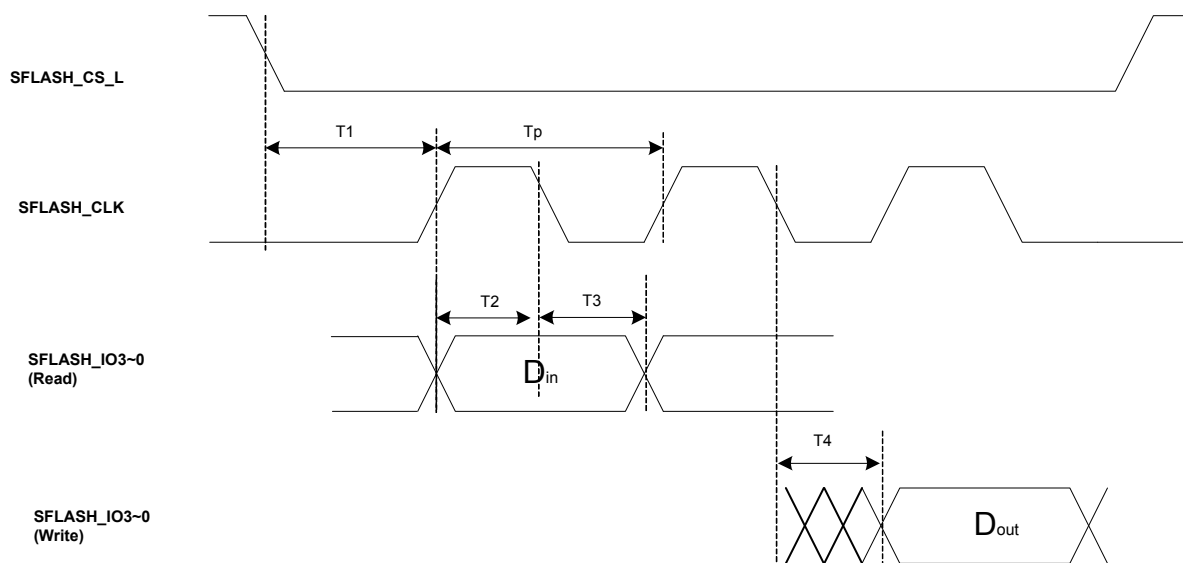 SFLASH_CS_L
T1
Tp
SFLASH_CLK
T2
T3
SFLASH_IO3~0
(Read)
Din
T4
SFLASH_IO3~0
(Write)
Dout